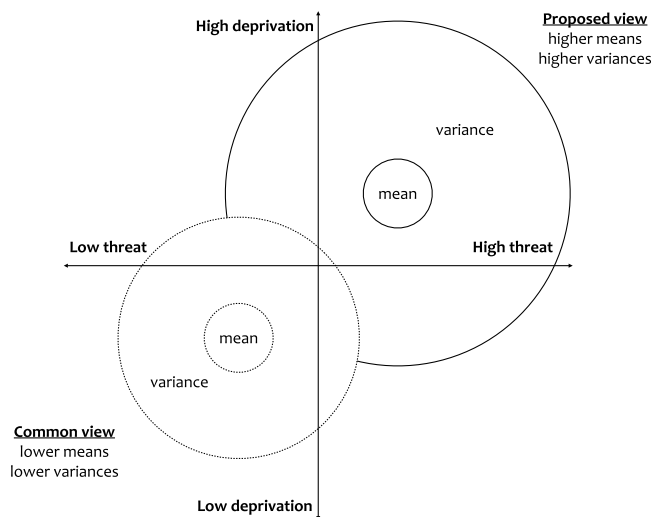 High deprivation
Proposed view
higher means
higher variances
variance
mean
Low threat
High threat
mean
variance
Common view
lower means
lower variances
Low deprivation